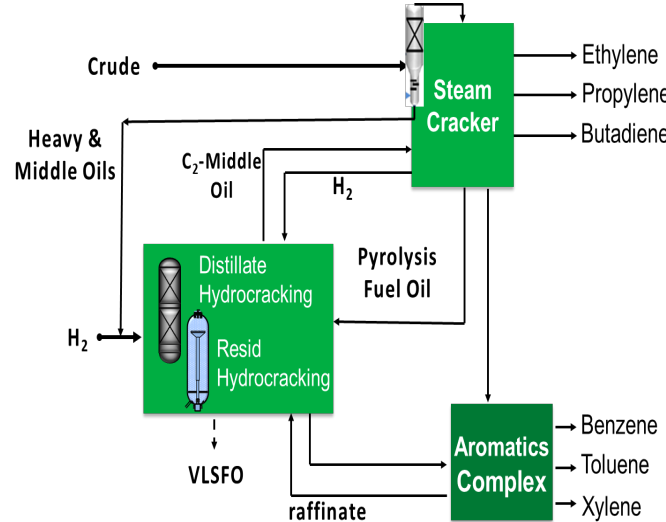 Crude
Steam
Cracker
Ethylene
Propylene
Butadiene
Heavy &
Middle Oils
C₂-Middle
Oil
H₂
Pyrolysis
Fuel Oil
Distillate
Hydrocracking
H₂
Resid
Hydrocracking
VLSFO
raffinate
Aromatics
Complex
Benzene
Toluene
Xylene